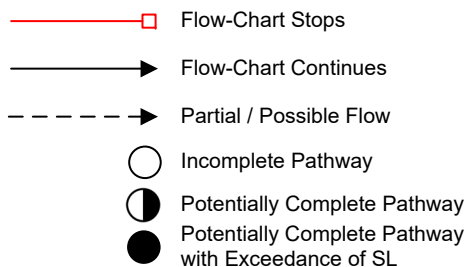 Flow-Chart Stops
Flow-Chart Continues
Partial / Possible Flow
Incomplete Pathway
Potentially Complete Pathway
Potentially Complete Pathway
with Exceedance of SL